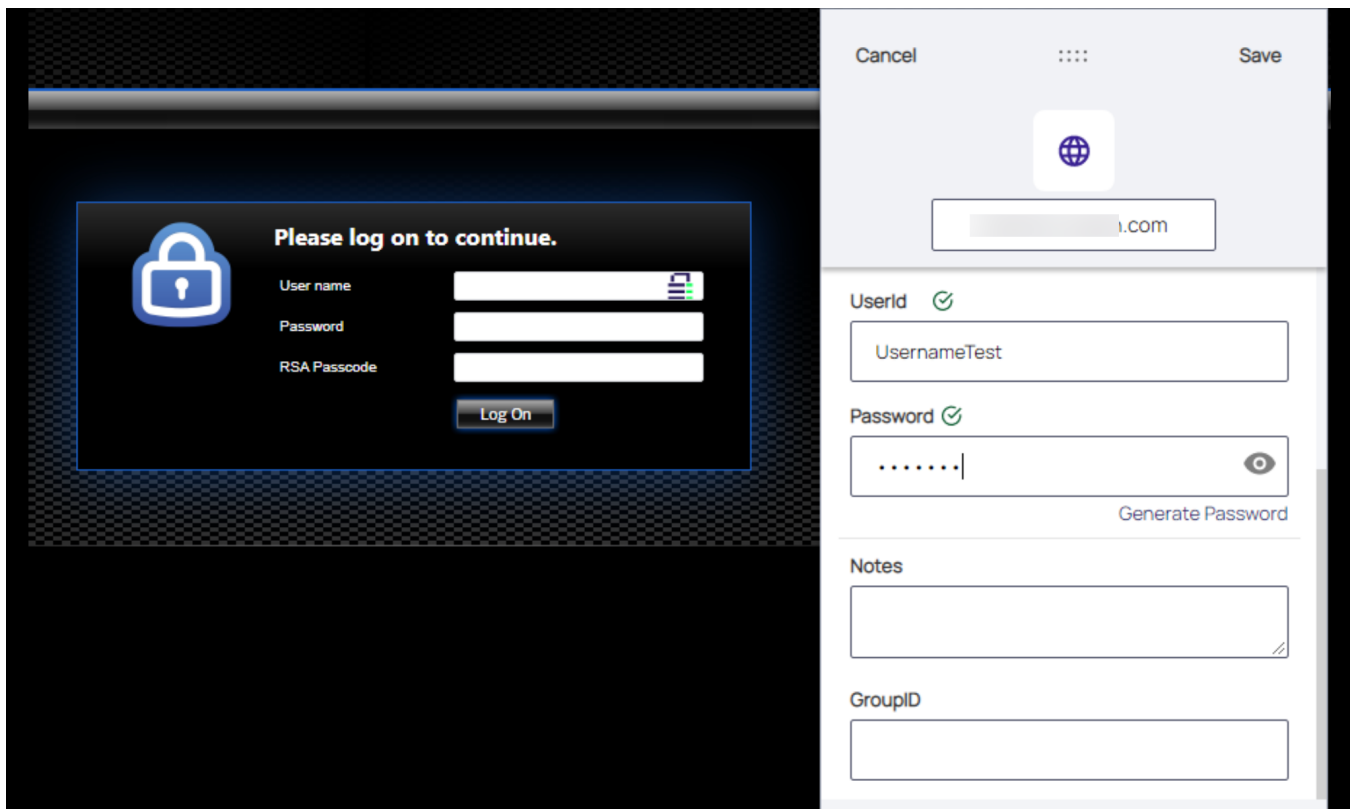 Please log on to continue.
User name
Password
RSA Passcode
Log On
Cancel
Save
.com
UserId
UsernameTest
Password
Generate Password
Notes
GroupID